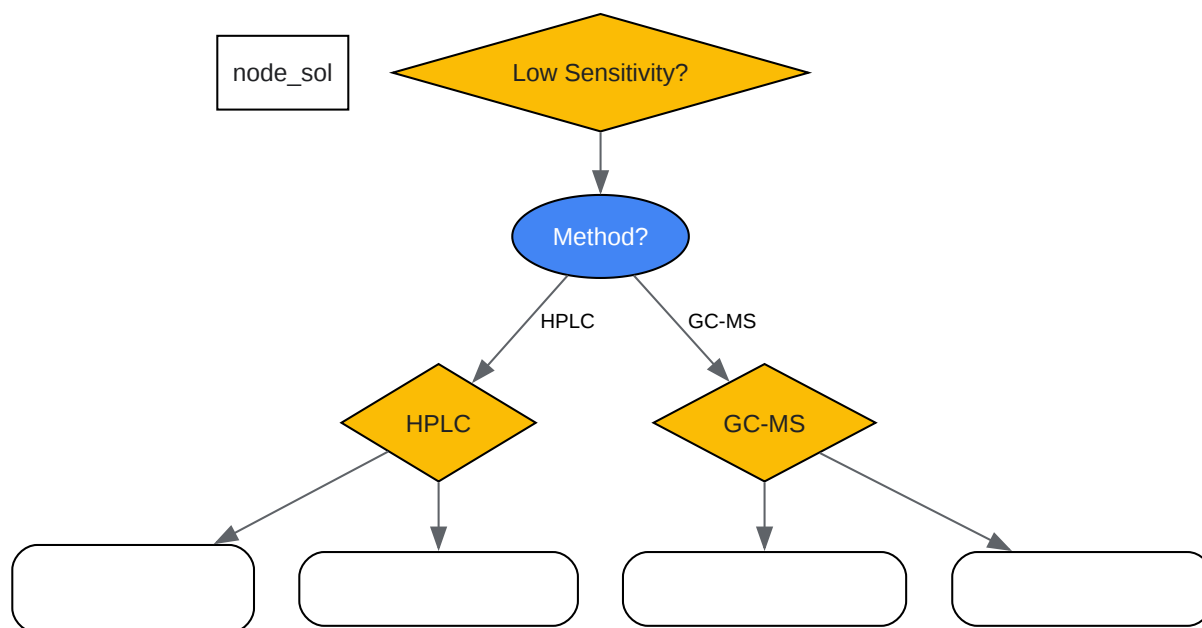 node_sol
Low Sensitivity?
Method?
HPLC
GC-MS
HPLC
GC-MS